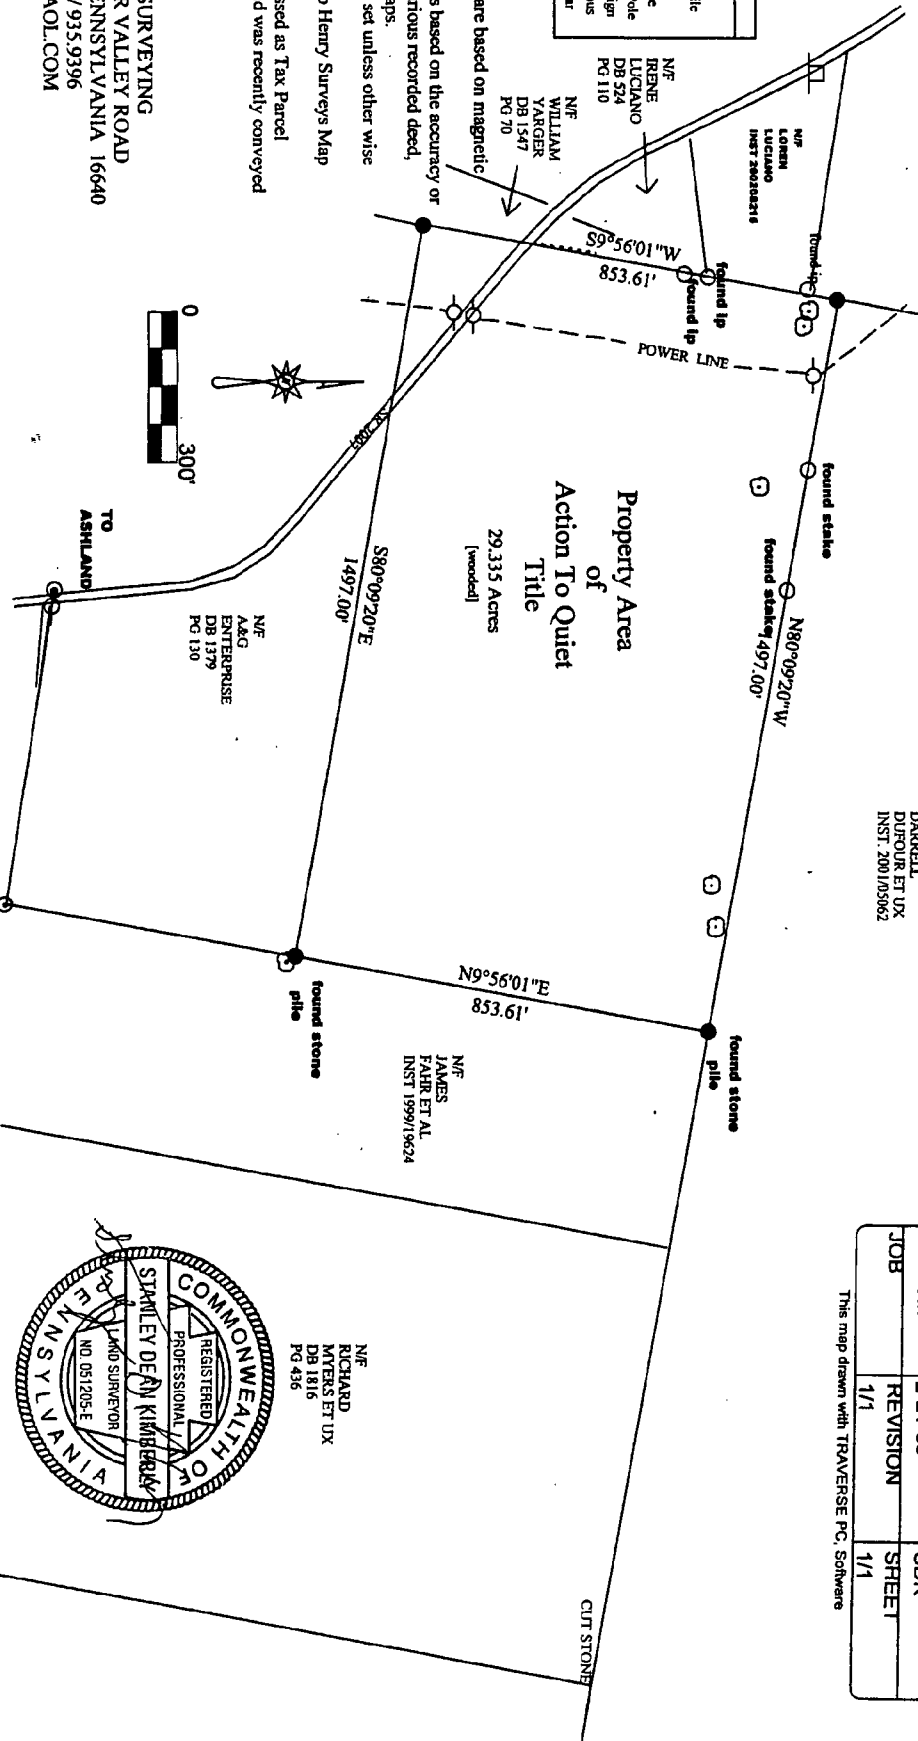 N/F
LOREN
LUCIANO
INST 200208216
N/F
IRENE
LUCIANO
DB 524
PG 110
N/F
WILLIAM
YARGER
DB 1547
PG 70
found ip
found ip
found ip
S9°56'01"W
853.61'
POWER LINE
found stake
found stake
N80°09'20"W
1497.00'
DARRELL
DUFOUR ET UX
INST. 2001/05062
Property Area
of
Action To Quiet
Title
29.335 Acres
[wooded]
S80°09'20"E
1497.00'
N/F
A&G
ENTERPRISE
DB 1379
PG 130
TO
ASHLAND
0
300'
found stone
pile
N9°56'01"E
853.61'
found stone
pile
N/F
JAMES
FAHR ET AL
INST 1999/19624
N/F
RICHARD
MYERS ET UX
DB 1816
PG 436
CUT STONE
COMMONWEALTH OF
REGISTERED
PROFESSIONAL
STANLEY DEAN KIMBERLY
LAND SURVEYOR
NO. 051205-E
PENNSYLVANIA
JOB
REVISION
SHEET
1/1
1/1
This map drawn with TRAVERSE PC. Software
are based on magnetic
s based on the accuracy or
rious recorded deed,
aps.
set unless other wise
o Henry Surveys Map
ssed as Tax Parcel
d was recently conveyed
SURVEYING
R VALLEY ROAD
ENNSYLVANIA 16640
/ 935.9396
AOL.COM